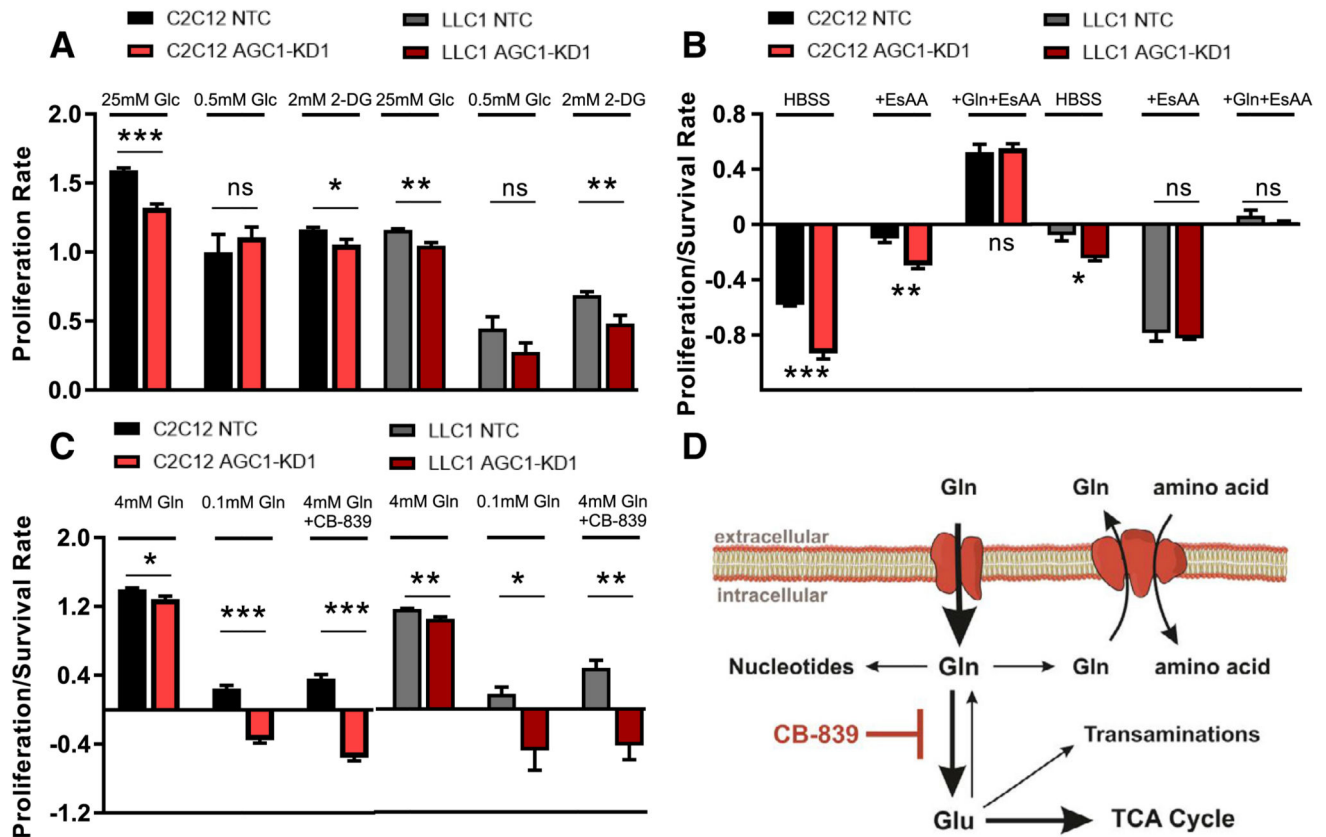 A
C2C12 NTC
LLC1 NTC
C2C12 AGC1-KD1
LLC1 AGC1-KD1
25mM Glc
0.5mM Glc
2mM 2-DG
25mM Glc
0.5mM Glc
2mM 2-DG
Proliferation Rate
2.0
1.5
1.0
0.5
0.0
***
ns
*
**
ns
**
B
C2C12 NTC
LLC1 NTC
C2C12 AGC1-KD1
LLC1 AGC1-KD1
HBSS
+EsAA
+Gln+EsAA
HBSS
+EsAA
+Gln+EsAA
Proliferation/Survival Rate
0.8
0.4
0
-0.4
-0.8
***
**
ns
*
ns
ns
C
C2C12 NTC
LLC1 NTC
C2C12 AGC1-KD1
LLC1 AGC1-KD1
4mM Gln
0.1mM Gln
4mM Gln
+CB-839
4mM Gln
0.1mM Gln
4mM Gln
+CB-839
Proliferation/Survival Rate
2.0
1.2
0.4
-0.4
-1.2
*
***
***
**
*
**
D
Gln
Gln
amino acid
extracellular
intracellular
Nucleotides
Gln
Gln
amino acid
CB-839
Transaminations
Glu
TCA Cycle